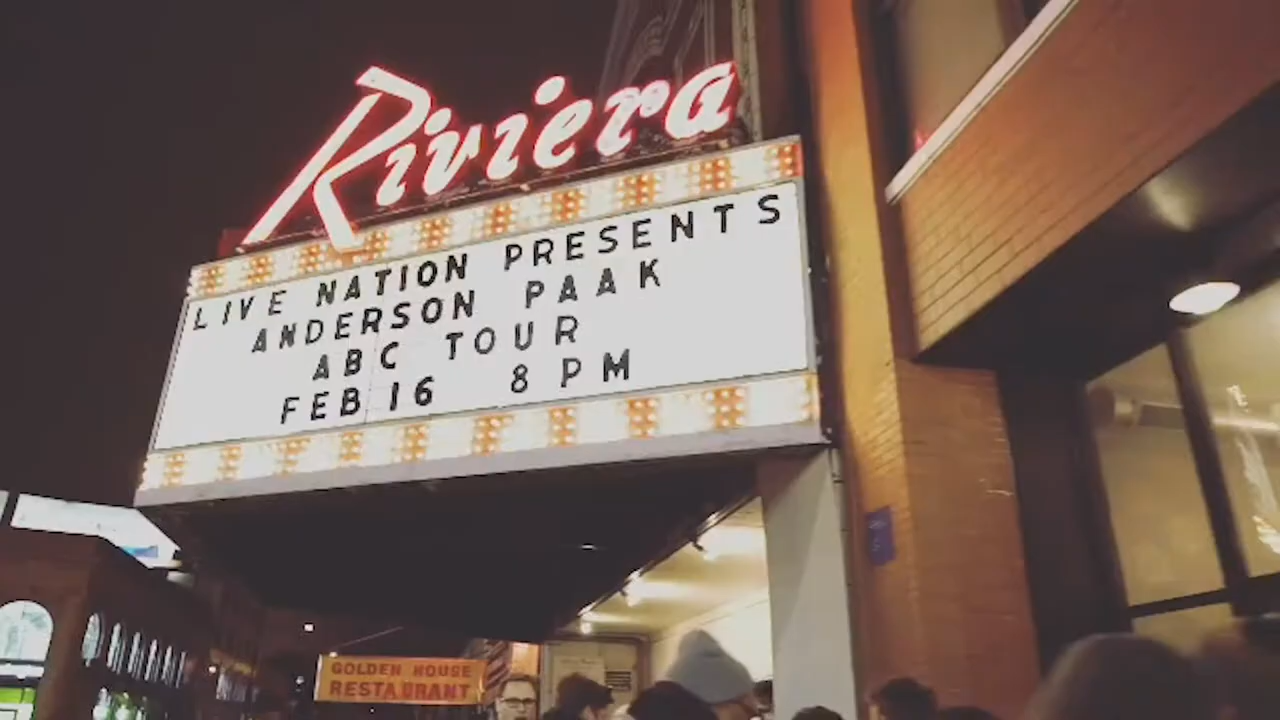 Riviera
LIVE NATION PRESENTS
ANDERSON PAAK
ABC TOUR
FEB 16 8 PM
GOLDEN HOUSE
RESTAURANT